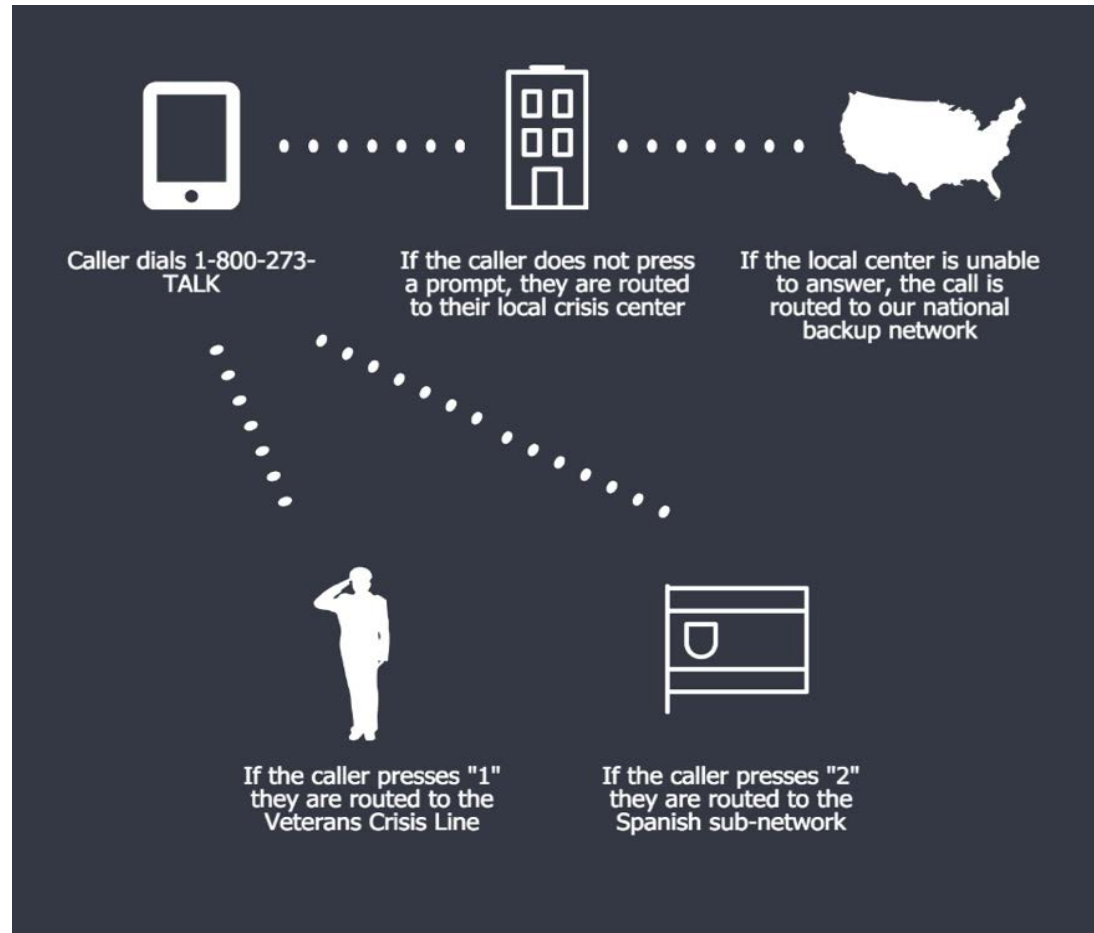 Caller dials 1-800-273-
TALK
If the caller does not press
a prompt, they are routed
to their local crisis center
If the local center is unable
to answer, the call is
routed to our national
backup network
If the caller presses "1"
they are routed to the
Veterans Crisis Line
If the caller presses "2"
they are routed to the
Spanish sub-network